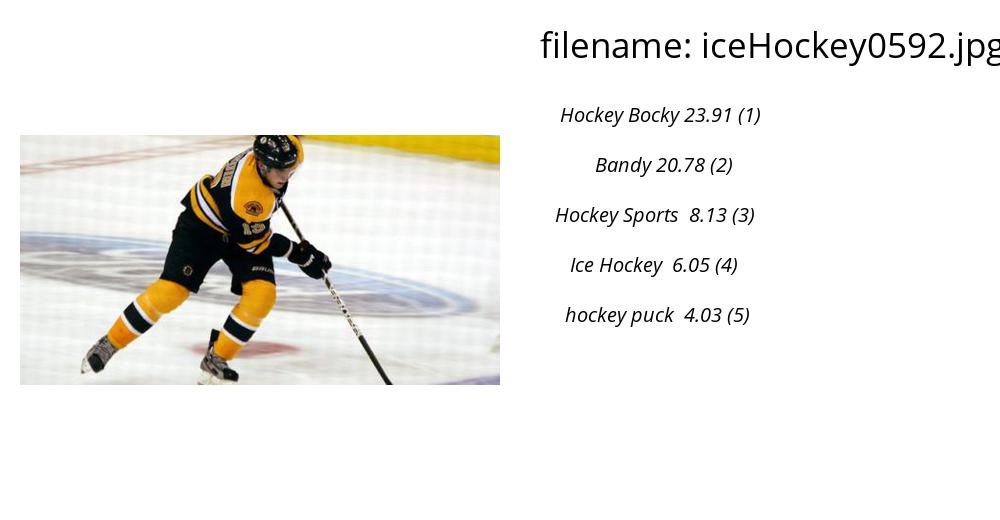 filename: iceHockey0592.jpg
Hockey Bocky 23.91 (1)
Bandy 20.78 (2)
Hockey Sports 8.13 (3)
Ice Hockey 6.05 (4)
hockey puck 4.03 (5)